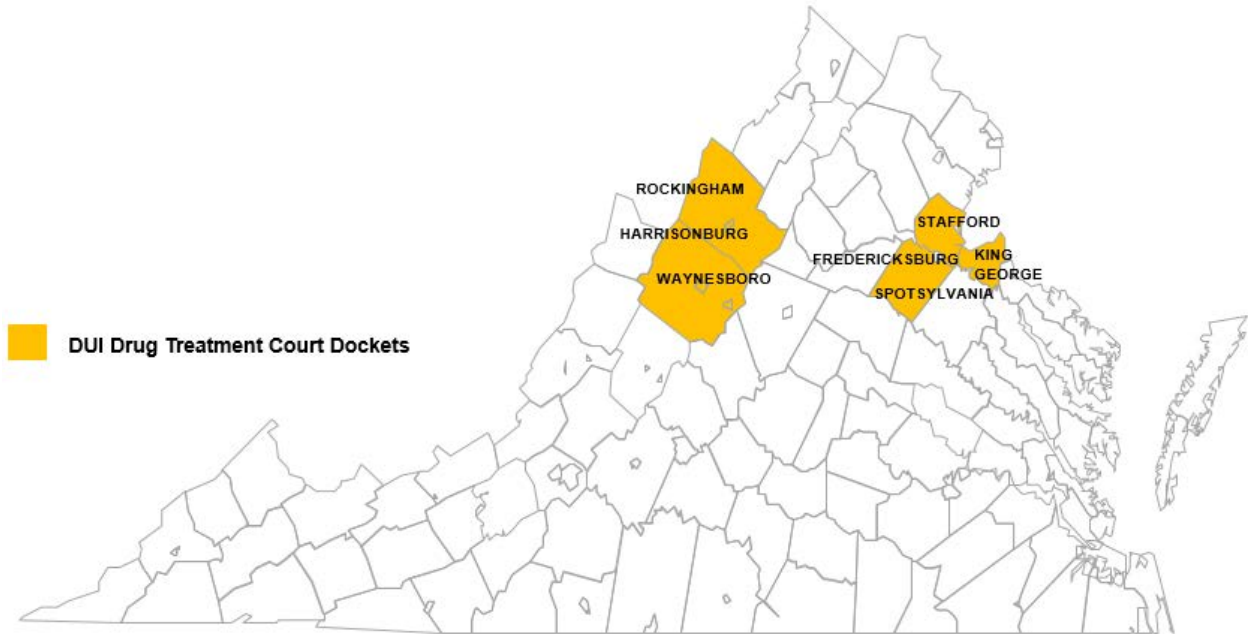 ROCKINGHAM
STAFFORD
HARRISONBURG
FREDERICKSBURG
KING
GEORGE
WAYNESBORO
SPOTSYLVANIA
DUI Drug Treatment Court Dockets